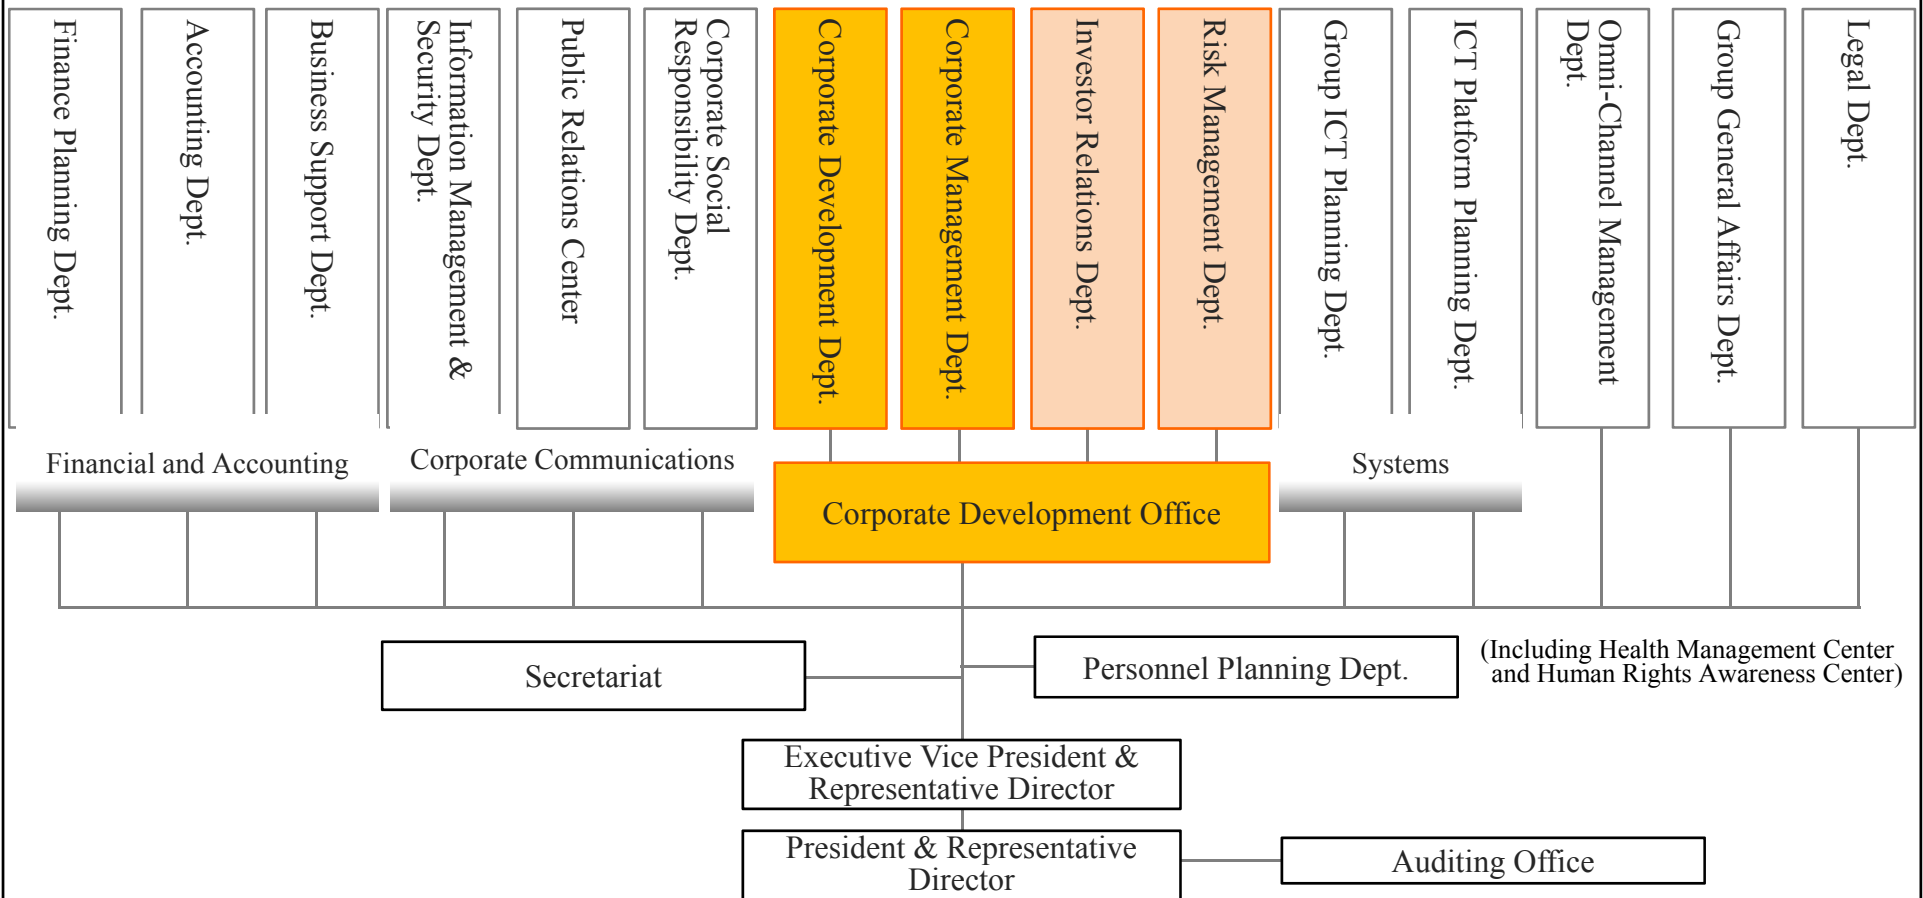 Finance Planning Dept.
Accounting Dept.
Business Support Dept.
Information Management &
Security Dept.
Public Relations Center
Corporate Social
Responsibility Dept.
Corporate Development Dept.
Corporate Management Dept.
Investor Relations Dept.
Risk Management Dept.
Group ICT Planning Dept.
ICT Platform Planning Dept.
Omni-Channel Management
Dept.
Group General Affairs Dept.
Legal Dept.
Financial and Accounting
Corporate Communications
Systems
Corporate Development Office
Secretariat
Personnel Planning Dept.
(Including Health Management Center
and Human Rights Awareness Center)
Executive Vice President &
Representative Director
President & Representative
Director
Auditing Office